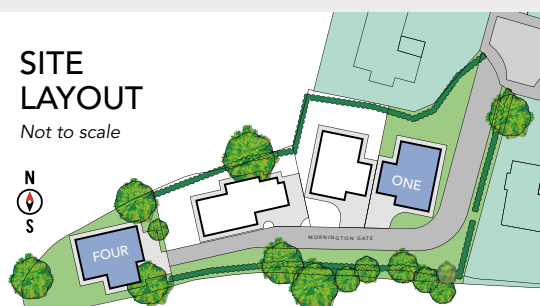 SITE
LAYOUT
Not to scale
N
S
ONE
MORNINGTON GATE
FOUR